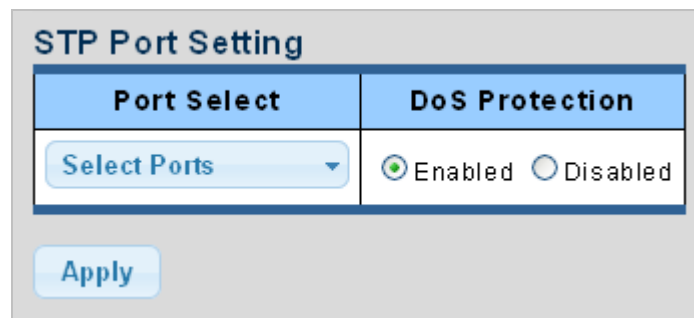 STP Port Setting
Port Select DoS Protection
Select Ports Enabled Disabled
Apply